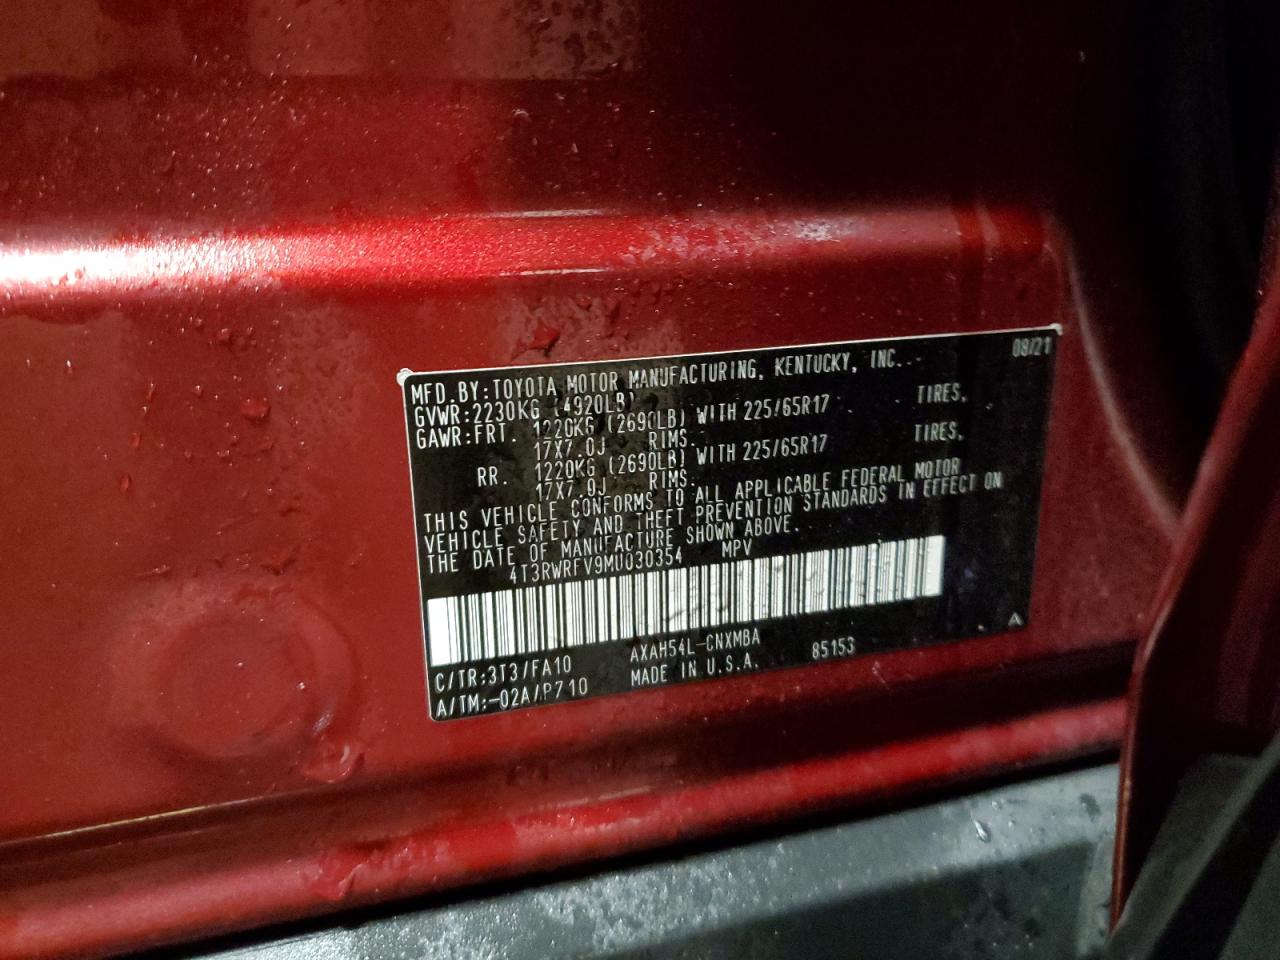 MFD.BY:TOYOTA MOTOR MANUFACTURING, KENTUCKY, INC. 08/21
GVWR:2230KG (4920LB)
GAWR:FRT. 1220KG (2690LB) WITH 225/65R17 TIRES,
17X7.0J RIMS.
RR. 1220KG (2690LB) WITH 225/65R17 TIRES,
17X7.0J RIMS.
THIS VEHICLE CONFORMS TO ALL APPLICABLE FEDERAL MOTOR
VEHICLE SAFETY AND THEFT PREVENTION STANDARDS IN EFFECT ON
THE DATE OF MANUFACTURE SHOWN ABOVE.
4T3RWRFV9MU030354 MPV
C/TR:3T3/FA10 AXAH54L-CNXMBA 85153 A
A/TM:-02A/P710 MADE IN U.S.A.